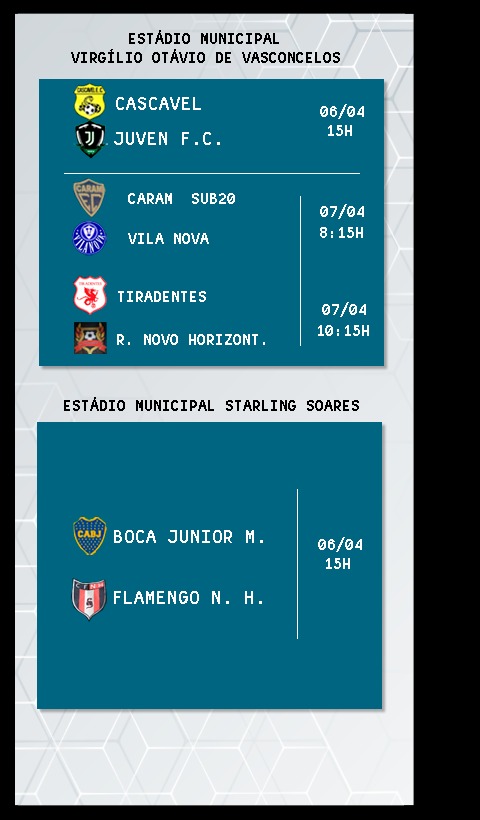 ESTÁDIO MUNICIPAL
VIRGÍLIO OTÁVIO DE VASCONCELOS
CASCAVEL
06/04
15H
JUVEN F.C.
CARAM SUB20
07/04
8:15H
VILA NOVA
TIRADENTES
07/04
10:15H
R. NOVO HORIZONT.
ESTÁDIO MUNICIPAL STARLING SOARES
CABJ
BOCA JUNIOR M.
06/04
15H
FLAMENGO N. H.